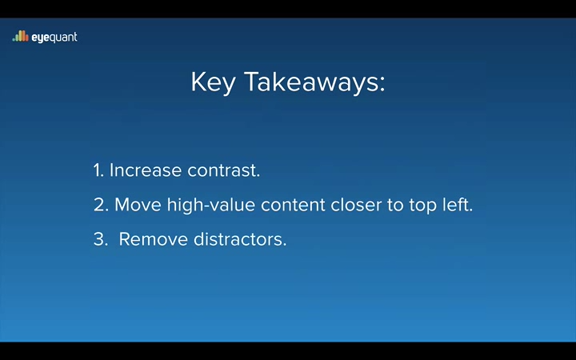 eyequant
Key Takeaways:
1. Increase contrast.
2. Move high-value content closer to top left.
3. Remove distractors.